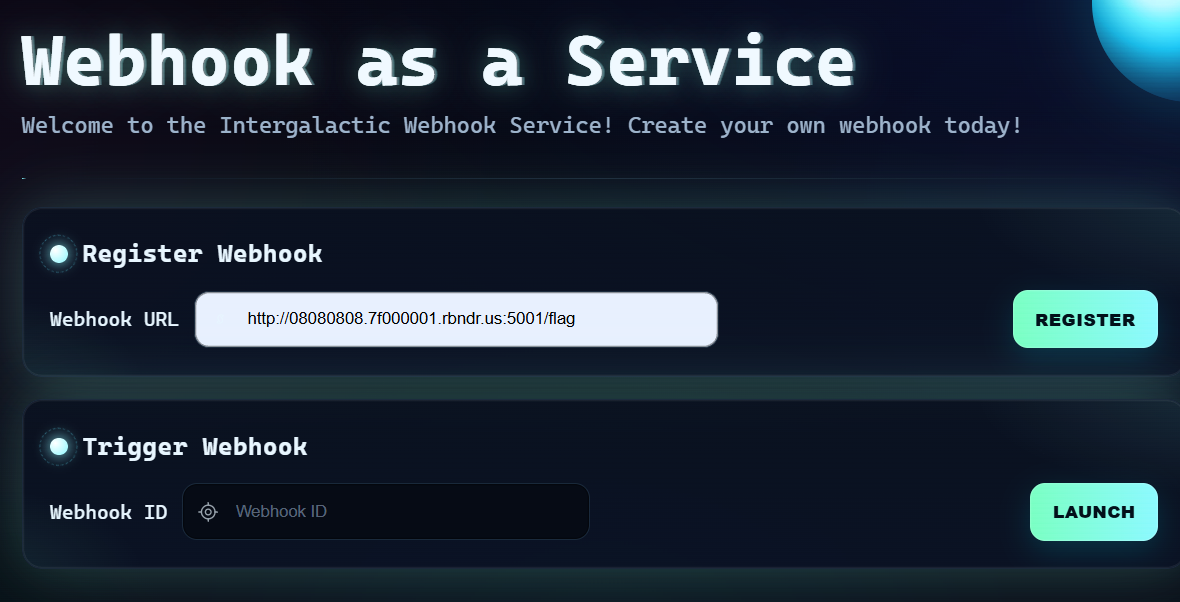 Webhook as a Service
Welcome to the Intergalactic Webhook Service! Create your own webhook today!
Register Webhook
Webhook URL http://08080808.7f000001.rbndr.us:5001/flag REGISTER
Trigger Webhook
Webhook ID Webhook ID LAUNCH